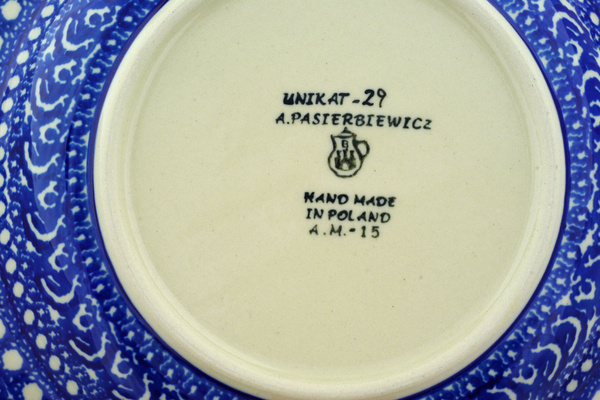 UNIKAT-29
A.PASIERBIEWICZ
B
HAND MADE
IN POLAND
A.M.-15